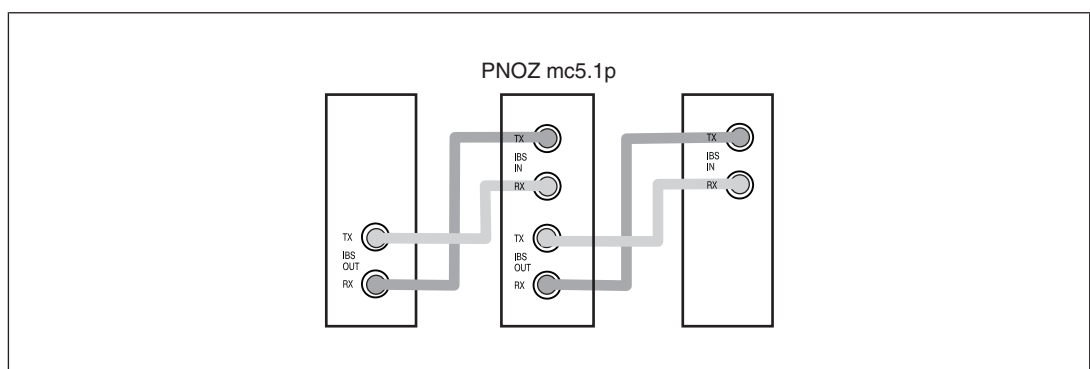 PNOZ mc5.1p
TX
IBS
OUT
RX
TX
IBS
IN
RX
TX
IBS
OUT
RX
TX
IBS
IN
RX